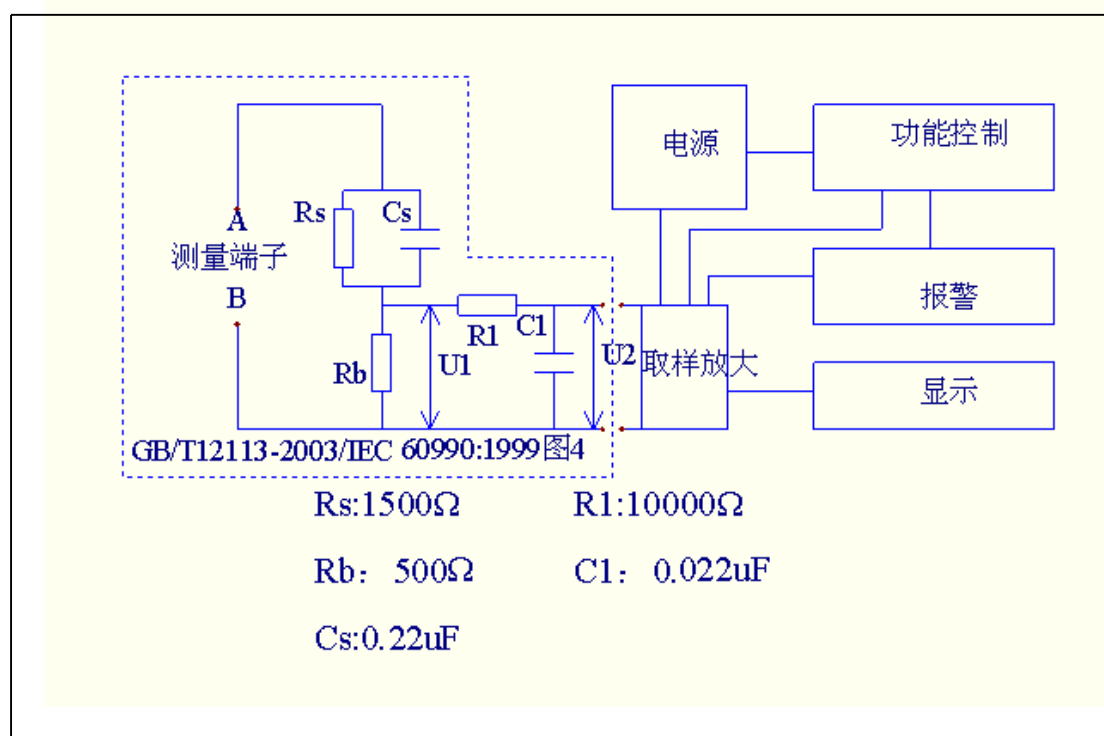 电源
功能控制
Rs
Cs
A
测量端子
B
报警
R1
C1
Rb
U1
U2
取样放大
显示
GB/T12113-2003/IEC 60990:1999图4
Rs:1500Ω
R1:10000Ω
Rb：500Ω
C1：0.022uF
Cs:0.22uF